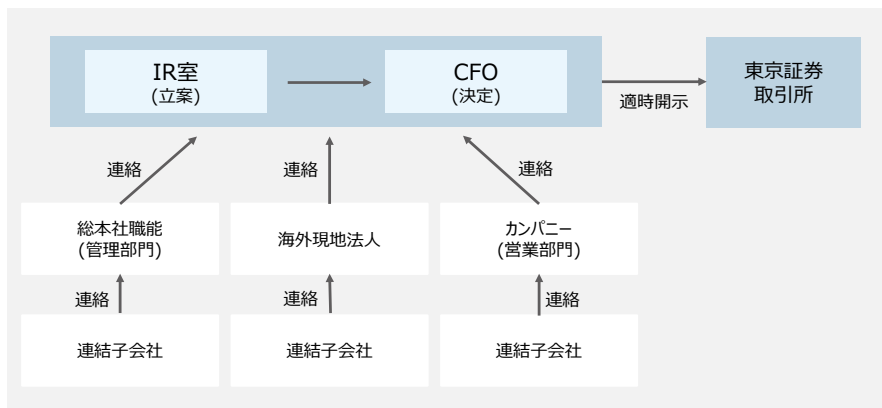 IR室
(立案)
CFO
(決定)
適時開示
東京証券
取引所
連絡
連絡
連絡
総本社職能
(管理部門)
海外現地法人
カンパニー
(営業部門)
連絡
連絡
連絡
連結子会社
連結子会社
連結子会社